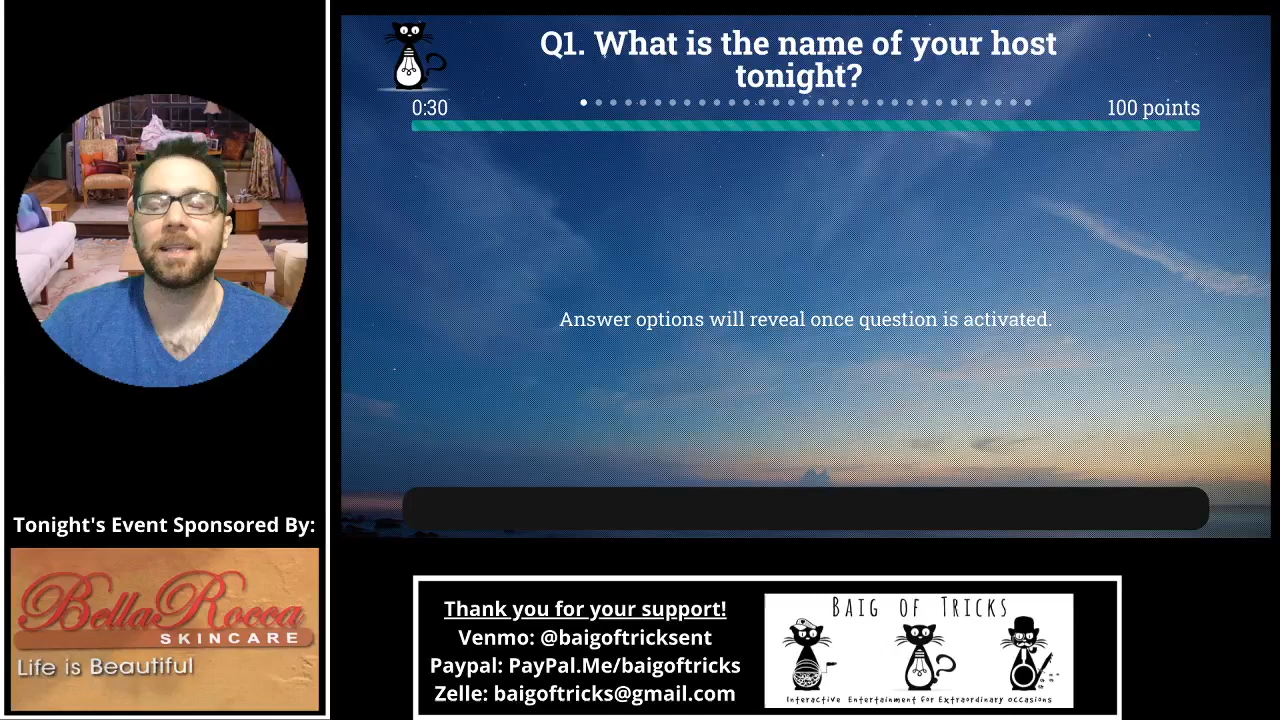 Q1. What is the name of your host
tonight?
0:30
100 points
Answer options will reveal once question is activated.
Tonight's Event Sponsored By:
BellaRocca
SKINCARE
Life is Beautiful
Thank you for your support!
Venmo: @baigoftricksent
Paypal: PayPal.Me/baigoftricks
Zelle: baigoftricks@gmail.com
BAIG OF TRICKS
Interactive Entertainment for Extraordinary occasions